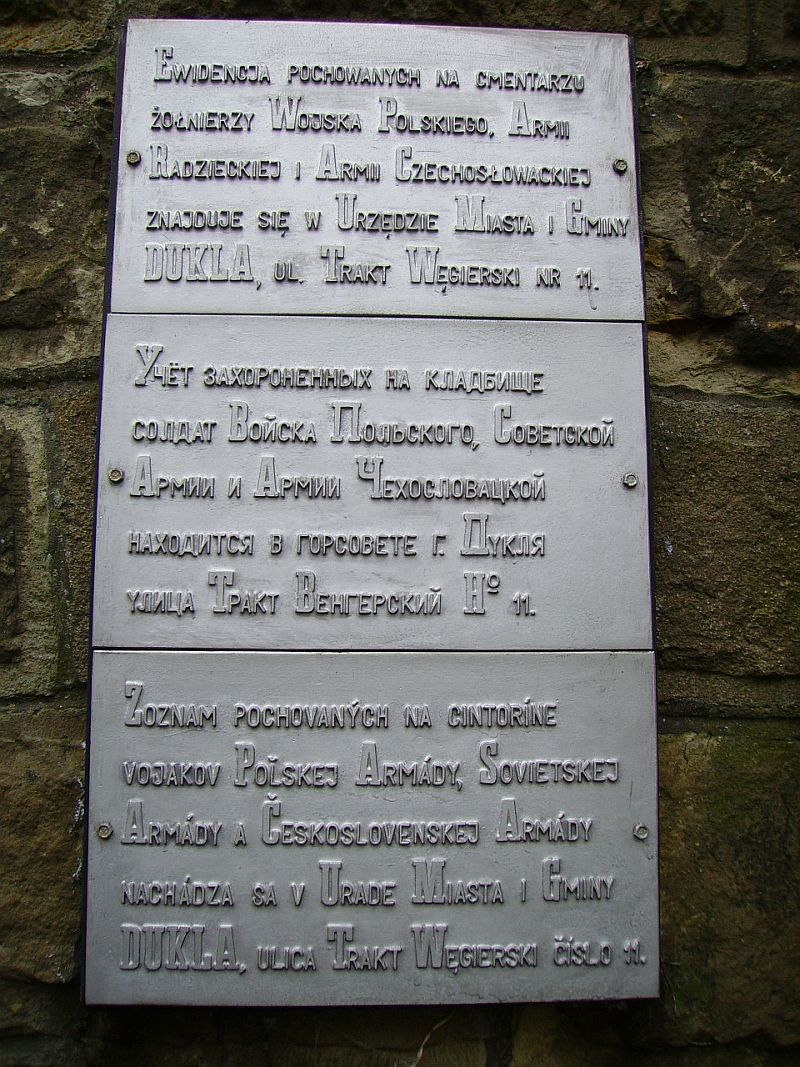 Ewidencja pochowanych na cmentarzu
żołnierzy Wojska Polskiego, Armii
Radzieckiej i Armii Czechosłowackiej
znajduje się w Urzędzie Miasta i Gminy
DUKLA, ul. Trakt Węgierski nr 11.
Учёт захороненных на кладбище
солдат Войска Польского, Советской
Армии и Армии Чехословацкой
находится в горсовете г. Дукля
улица Тракт Венгерский Nº 11.
Zoznam pochovaných na cintoríne
vojakov Poľskej Armády, Sovietskej
Armády a Československej Armády
nachádza sa v Urade Miasta i Gminy
DUKLA, ulica Trakt Węgierski číslo 11.